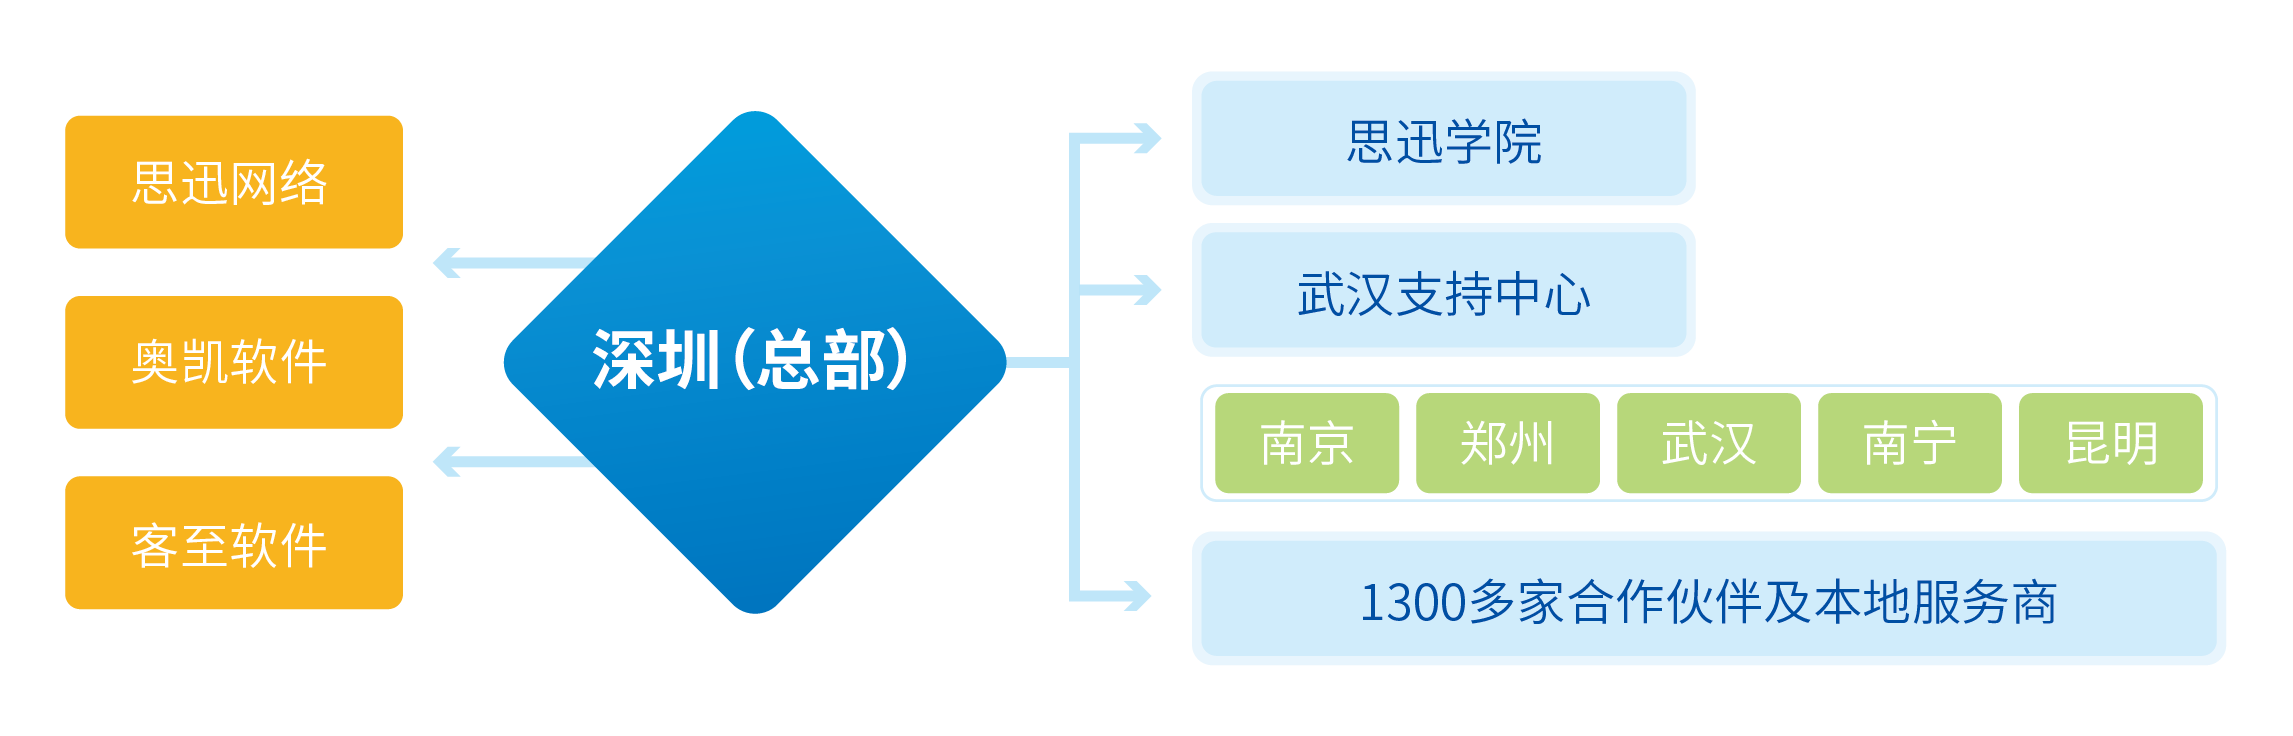 思迅网络
奥凯软件
客至软件
深圳（总部）
思迅学院
武汉支持中心
南京
郑州
武汉
南宁
昆明
1300多家合作伙伴及本地服务商